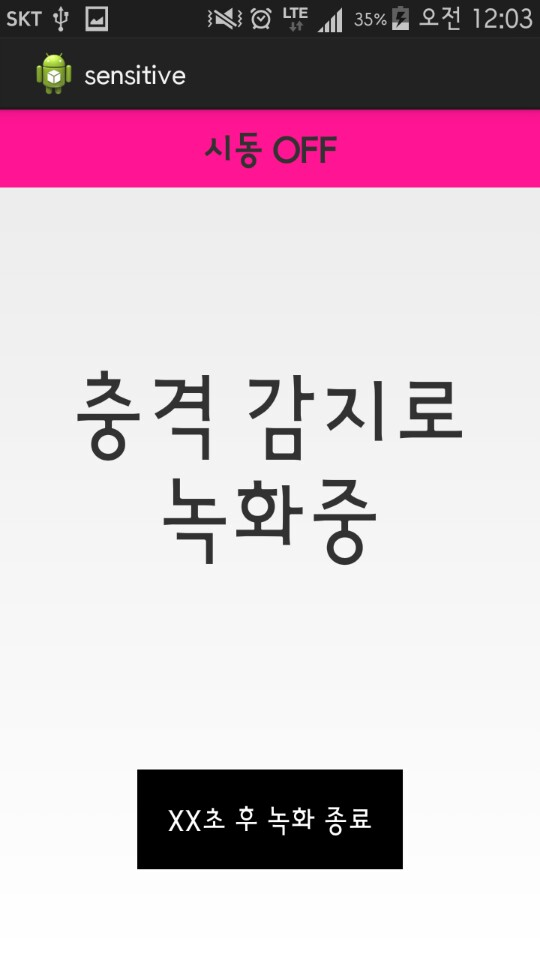 SKT LTE 35% 오전 12:03
sensitive
시동 OFF
충격 감지로
녹화중
XX초 후 녹화 종료